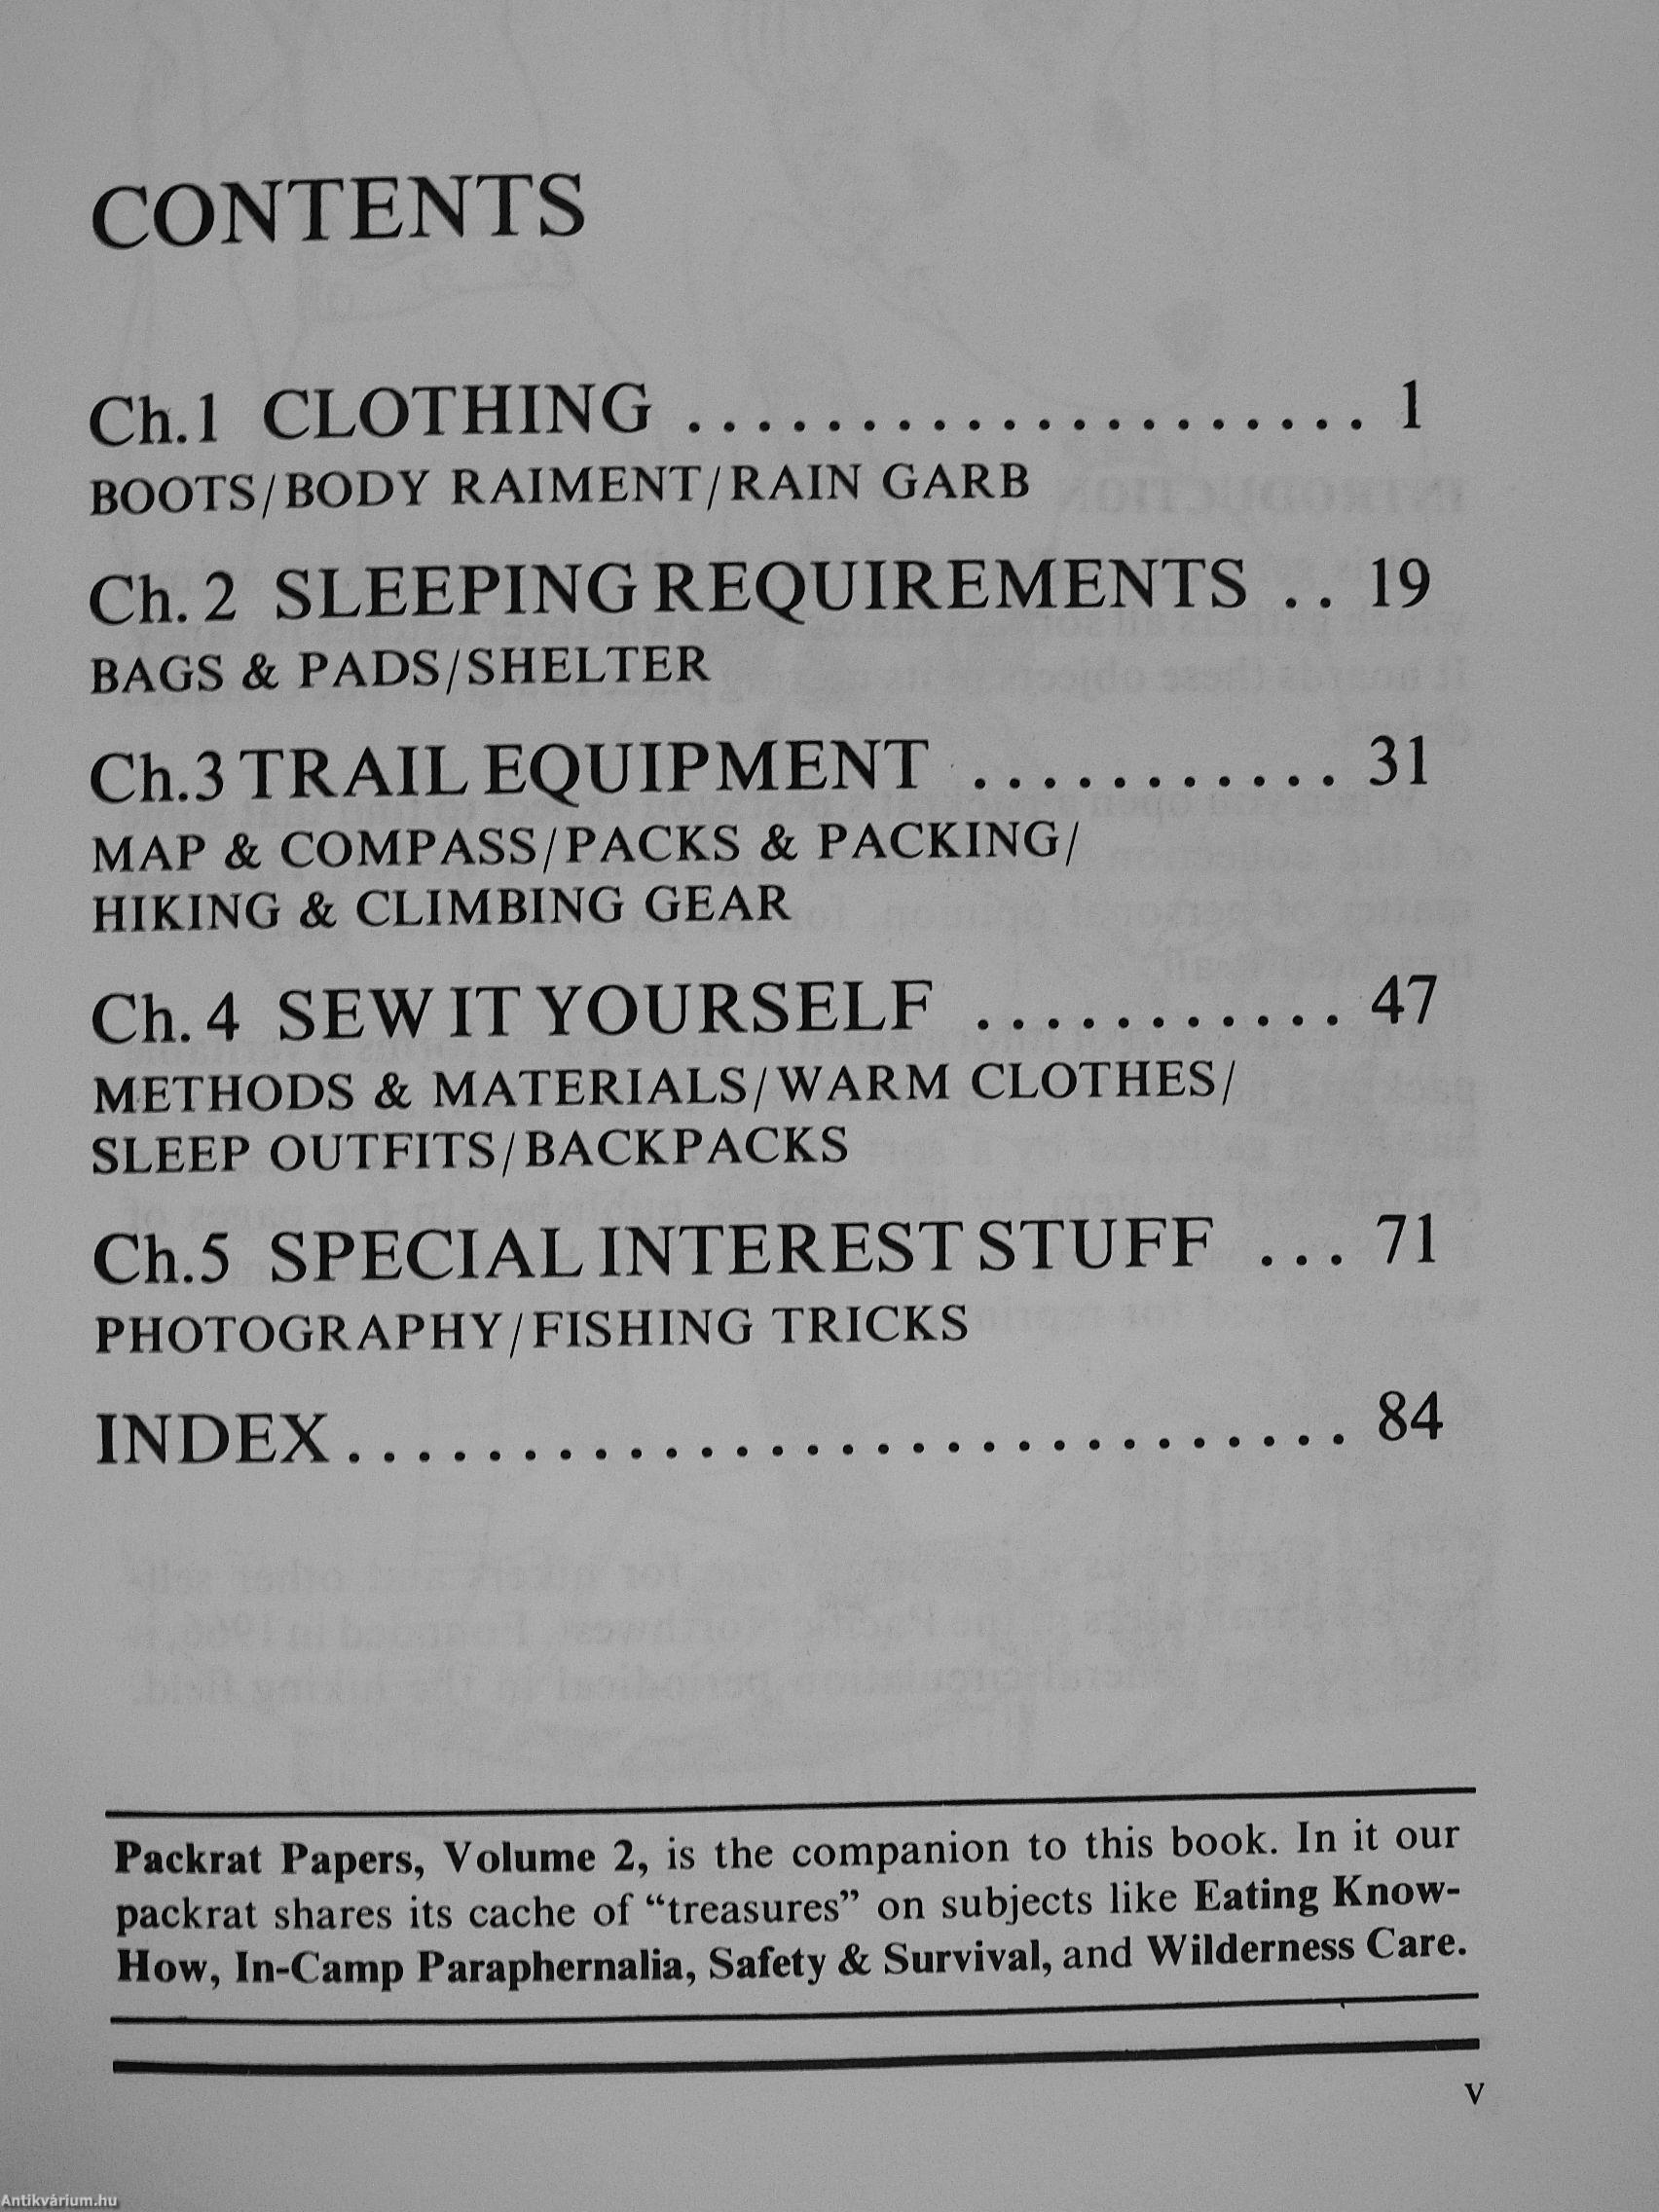 CONTENTS
Ch.1 CLOTHING .................... 1
BOOTS/BODY RAIMENT/RAIN GARB
Ch. 2 SLEEPING REQUIREMENTS .. 19
BAGS & PADS/SHELTER
Ch.3 TRAIL EQUIPMENT ........... 31
MAP & COMPASS/PACKS & PACKING/
HIKING & CLIMBING GEAR
Ch. 4 SEW IT YOURSELF ........... 47
METHODS & MATERIALS/WARM CLOTHES/
SLEEP OUTFITS/BACKPACKS
Ch.5 SPECIAL INTEREST STUFF ... 71
PHOTOGRAPHY/FISHING TRICKS
INDEX............................. 84
Packrat Papers, Volume 2, is the companion to this book. In it our
packrat shares its cache of “treasures” on subjects like Eating Know-
How, In-Camp Paraphernalia, Safety & Survival, and Wilderness Care.
v
Antikvárium.hu